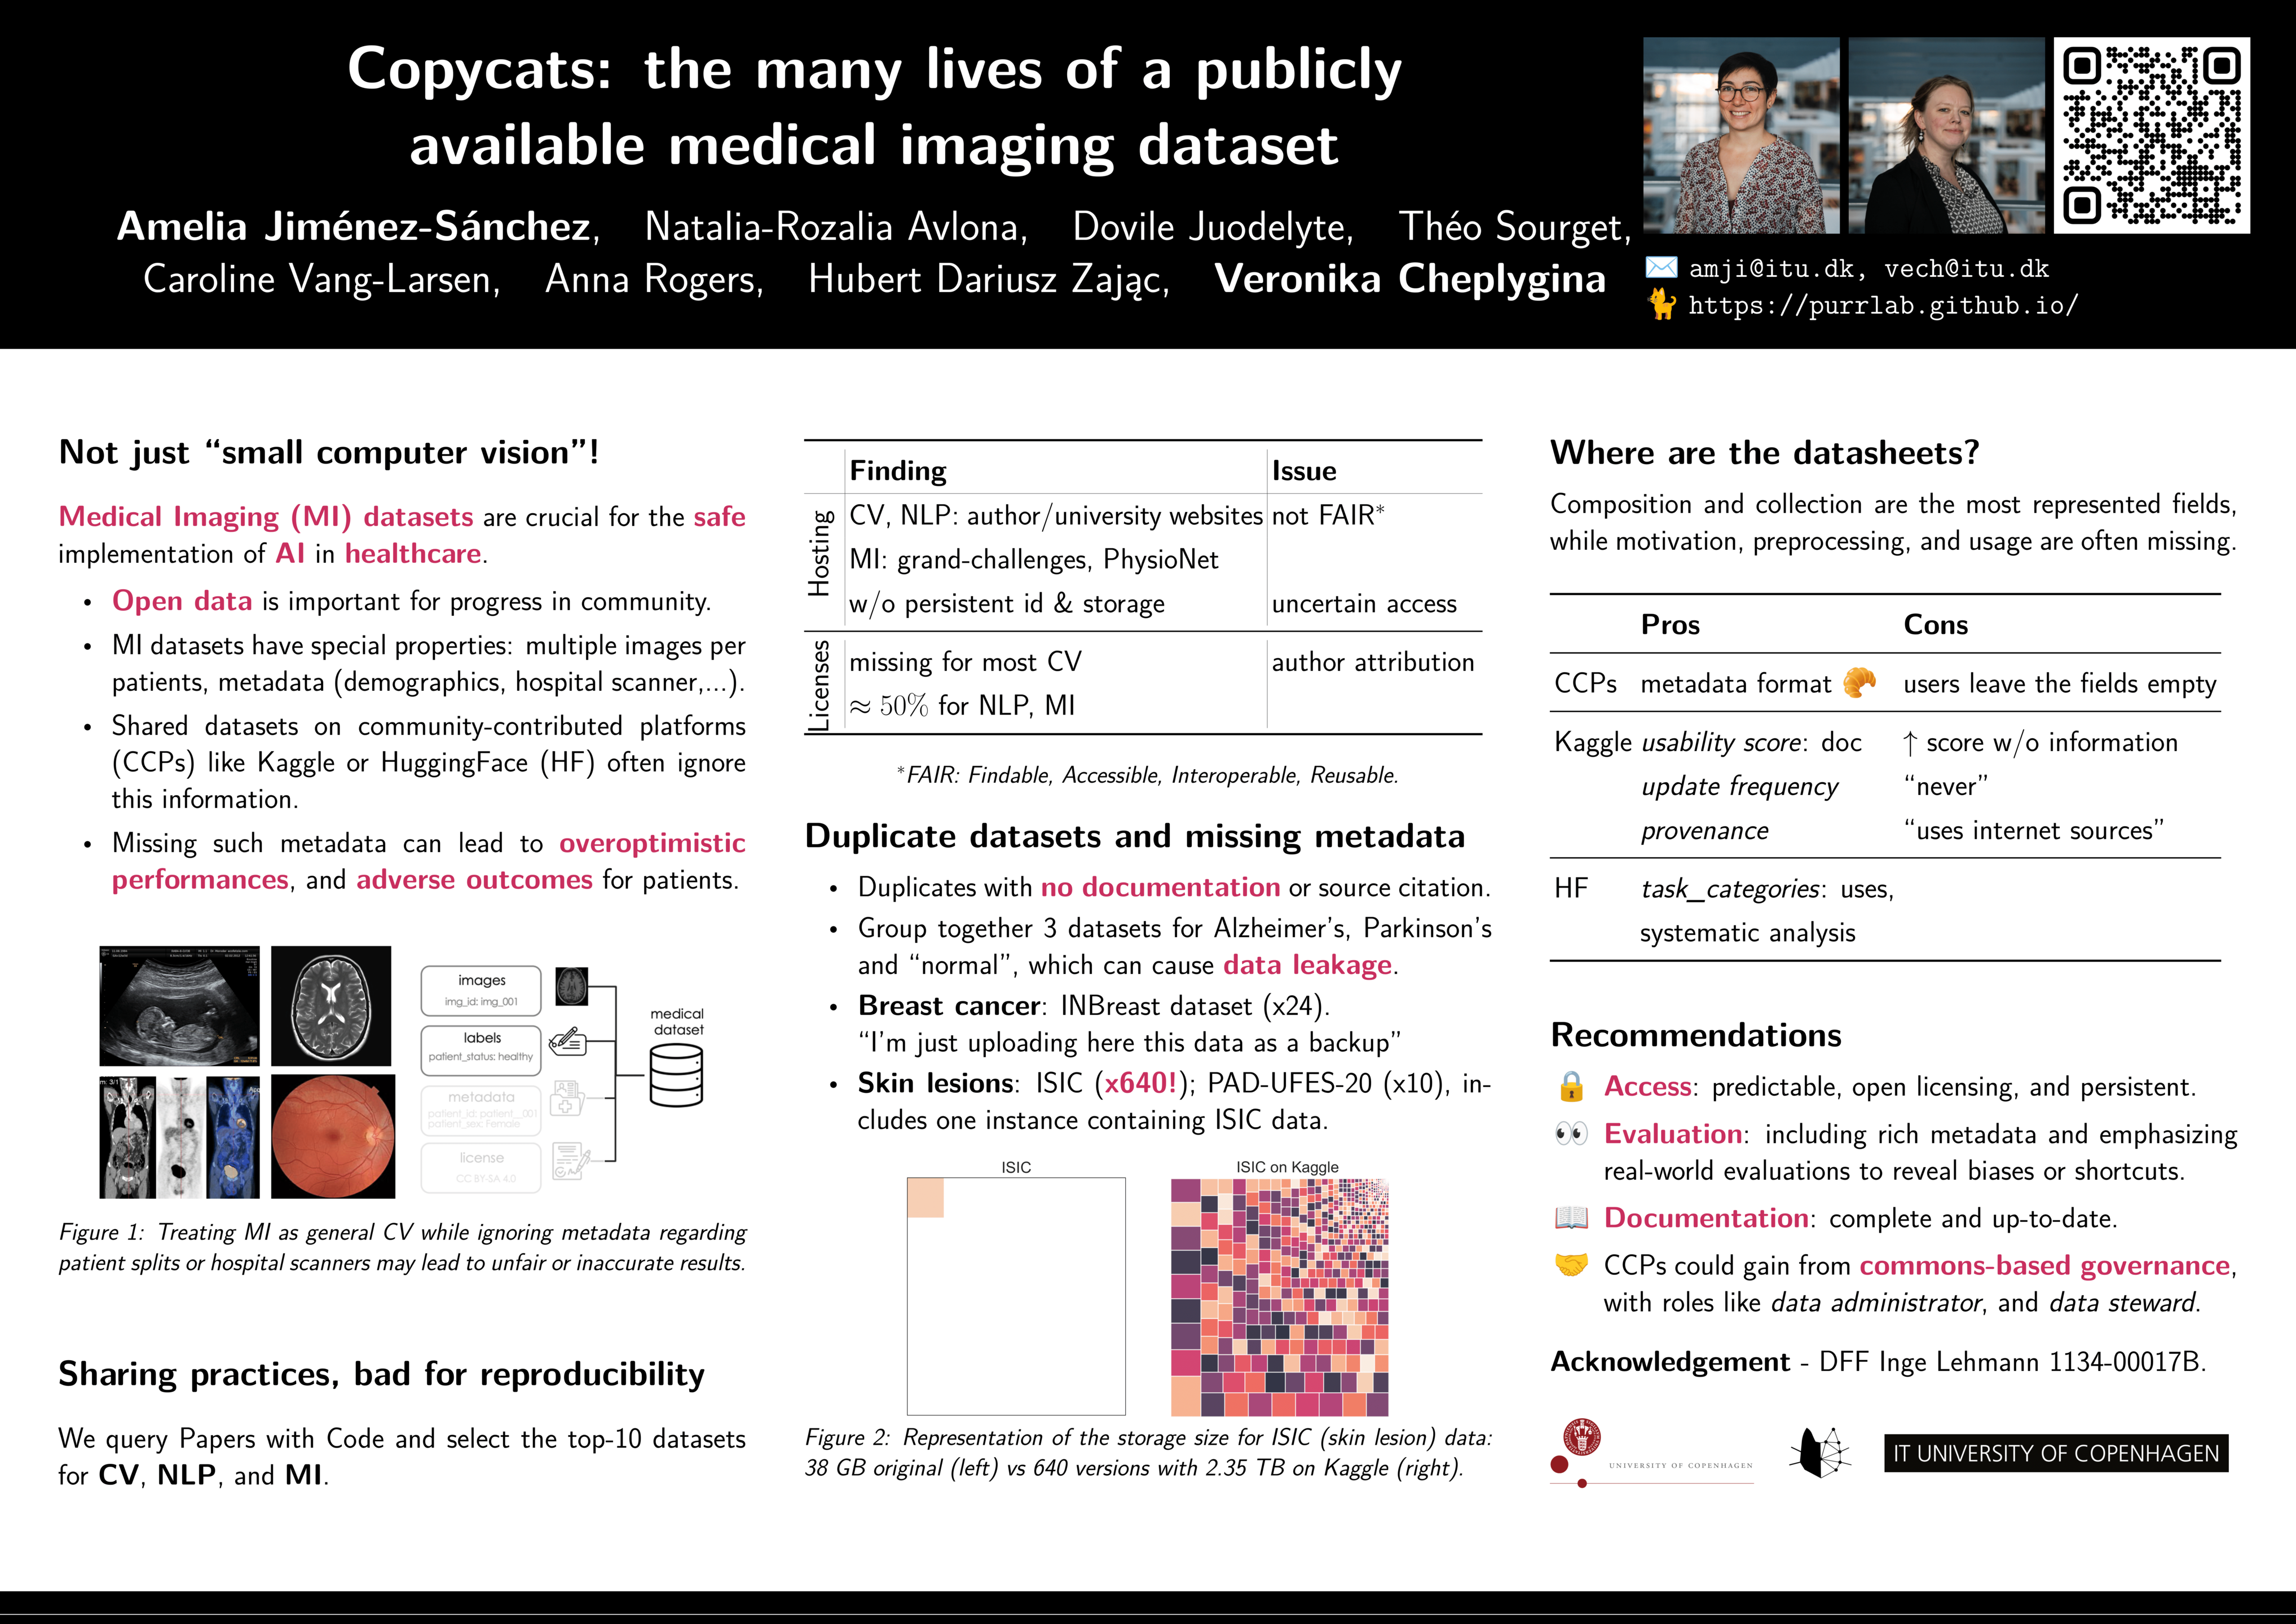 Copycats: the many lives of a publicly
available medical imaging dataset
Amelia Jiménez-Sánchez, Natalia-Rozalia Avlona, Dovile Juodelyte, Théo Sourget,
Caroline Vang-Larsen, Anna Rogers, Hubert Dariusz Zając, Veronika Cheplygina
amji@itu.dk, vech@itu.dk
https://purrlab.github.io/
Not just “small computer vision”!
Medical Imaging (MI) datasets are crucial for the safe
implementation of AI in healthcare.
• Open data is important for progress in community.
• MI datasets have special properties: multiple images per
patients, metadata (demographics, hospital scanner,...).
• Shared datasets on community-contributed platforms
(CCPs) like Kaggle or HuggingFace (HF) often ignore
this information.
• Missing such metadata can lead to overoptimistic
performances, and adverse outcomes for patients.
images
img_id: img_001
labels
patient_status: healthy
metadata
patient_id: patient_001
patient_sex: Female
license
CC BY-SA 4.0
medical
dataset
Figure 1: Treating MI as general CV while ignoring metadata regarding
patient splits or hospital scanners may lead to unfair or inaccurate results.
Sharing practices, bad for reproducibility
We query Papers with Code and select the top-10 datasets
for CV, NLP, and MI.
Finding Issue
Hosting
CV, NLP: author/university websites not FAIR*
MI: grand-challenges, PhysioNet
w/o persistent id & storage uncertain access
Licenses
missing for most CV author attribution
≈ 50% for NLP, MI
*FAIR: Findable, Accessible, Interoperable, Reusable.
Duplicate datasets and missing metadata
• Duplicates with no documentation or source citation.
• Group together 3 datasets for Alzheimer’s, Parkinson’s
and “normal”, which can cause data leakage.
• Breast cancer: INBreast dataset (x24).
“I’m just uploading here this data as a backup”
• Skin lesions: ISIC (x640!); PAD-UFES-20 (x10), in-
cludes one instance containing ISIC data.
ISIC
ISIC on Kaggle
Figure 2: Representation of the storage size for ISIC (skin lesion) data:
38 GB original (left) vs 640 versions with 2.35 TB on Kaggle (right).
Where are the datasheets?
Composition and collection are the most represented fields,
while motivation, preprocessing, and usage are often missing.
Pros Cons
CCPs metadata format 🥐 users leave the fields empty
Kaggle usability score: doc ↑ score w/o information
update frequency “never”
provenance “uses internet sources”
HF task_categories: uses,
systematic analysis
Recommendations
🔒 Access: predictable, open licensing, and persistent.
👀 Evaluation: including rich metadata and emphasizing
real-world evaluations to reveal biases or shortcuts.
📖 Documentation: complete and up-to-date.
🤝 CCPs could gain from commons-based governance,
with roles like data administrator, and data steward.
Acknowledgement - DFF Inge Lehmann 1134-00017B.
UNIVERSITY OF COPENHAGEN
IT UNIVERSITY OF COPENHAGEN